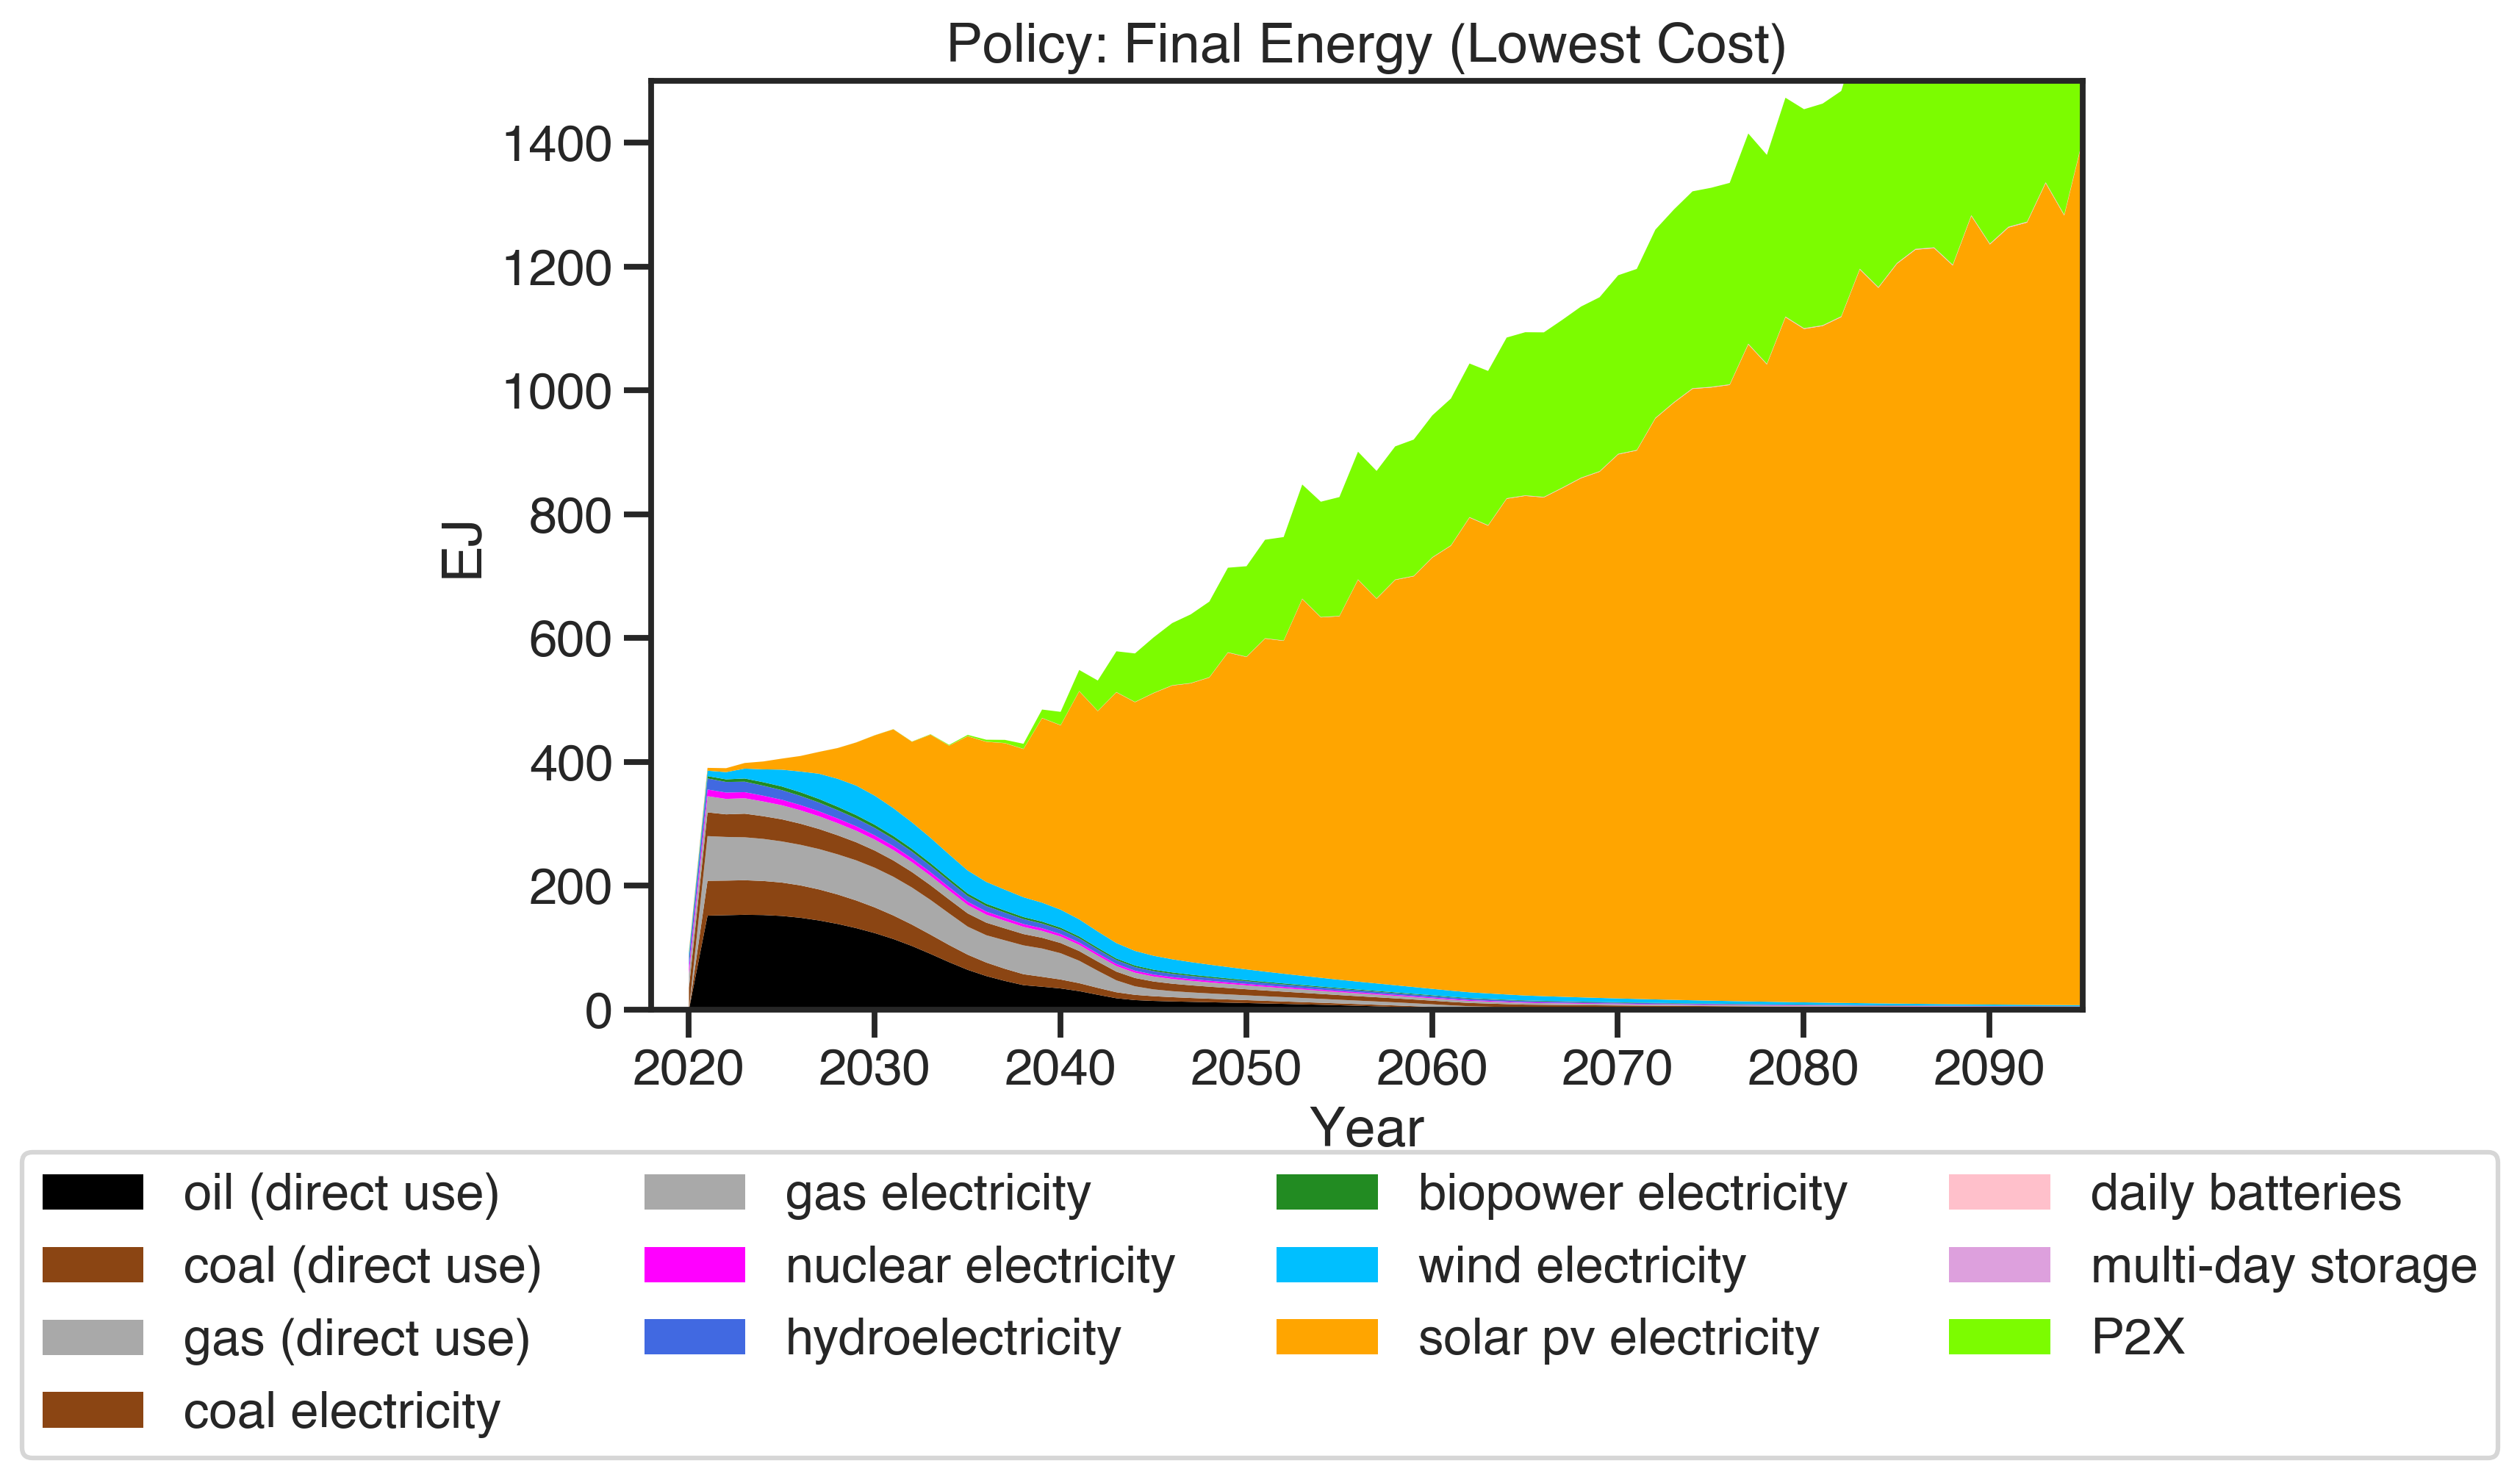 Policy: Final Energy (Lowest Cost)
1400
1200
1000
800
600
400
200
0
EJ
2020 2030 2040 2050 2060 2070 2080 2090
Year
oil (direct use)
coal (direct use)
gas (direct use)
coal electricity
gas electricity
nuclear electricity
hydroelectricity
biopower electricity
wind electricity
solar pv electricity
daily batteries
multi-day storage
P2X